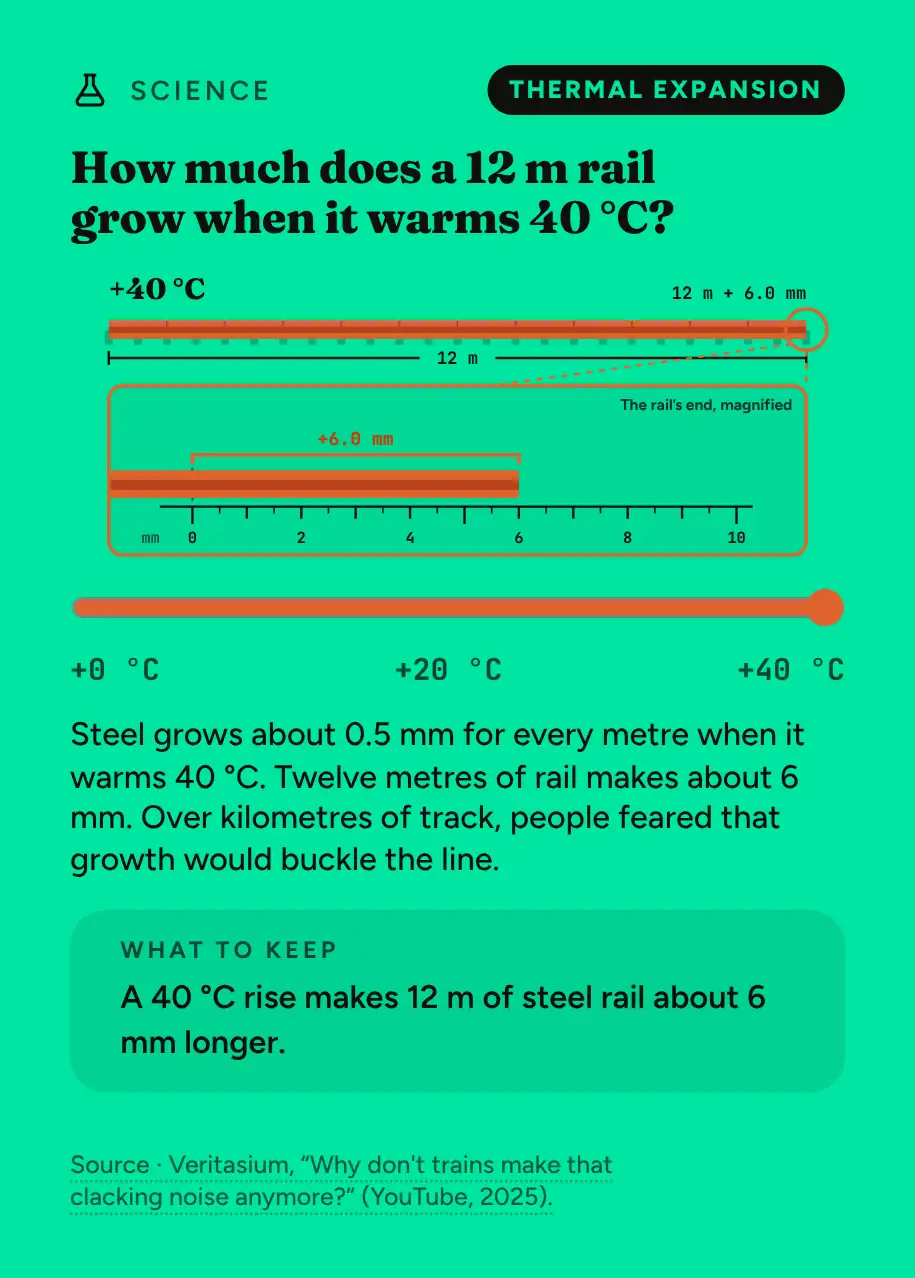 SCIENCE
THERMAL EXPANSION
How much does a 12 m rail
grow when it warms 40 °C?
+40 °C
12 m + 6.0 mm
12 m
The rail's end, magnified
+6.0 mm
mm 0 2 4 6 8 10
+0 °C +20 °C +40 °C
Steel grows about 0.5 mm for every metre when it
warms 40 °C. Twelve metres of rail makes about 6
mm. Over kilometres of track, people feared that
growth would buckle the line.
WHAT TO KEEP
A 40 °C rise makes 12 m of steel rail about 6
mm longer.
Source · Veritasium, “Why don't trains make that
clacking noise anymore?” (YouTube, 2025).